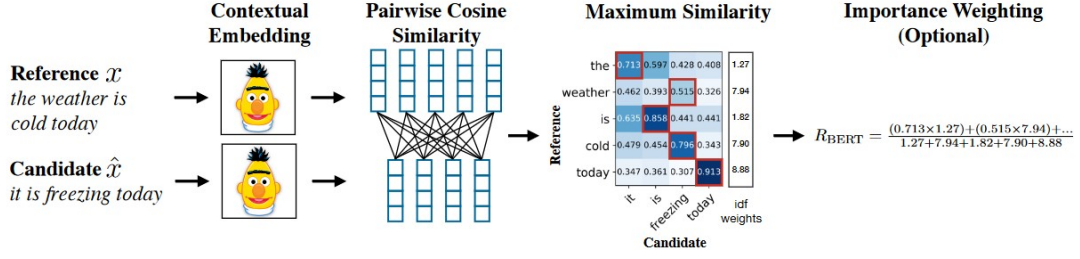 Contextual
Embedding
Pairwise Cosine
Similarity
Maximum Similarity
Importance Weighting
(Optional)
Reference x
the weather is
cold today
Candidate x̂
it is freezing today
Reference
the 0.713 0.597 0.428 0.408 1.27
weather 0.462 0.393 0.515 0.326 7.94
is 0.635 0.858 0.441 0.441 1.82
cold 0.479 0.454 0.796 0.343 7.90
today 0.347 0.361 0.307 0.913 8.88
it is freezing today
idf
weights
Candidate
R_BERT = (0.713×1.27)+(0.515×7.94)+... / 1.27+7.94+1.82+7.90+8.88